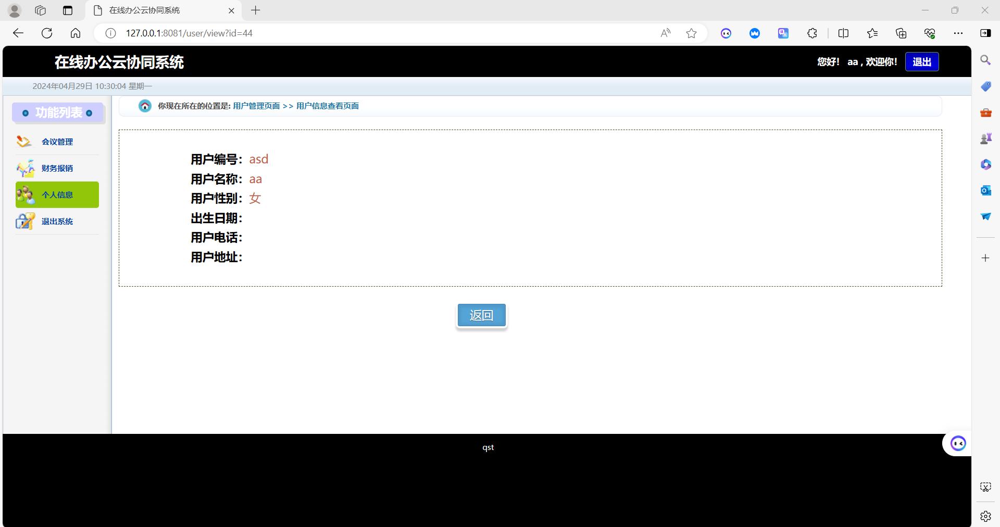 在线办公云协同系统
127.0.0.1:8081/user/view?id=44
在线办公云协同系统
您好! aa , 欢迎你!
退出
2024年04月29日 10:30:04 星期一
功能列表
你现在所在的位置是: 用户管理页面 >> 用户信息查看页面
会议管理
财务报销
个人信息
退出系统
用户编号：asd
用户名称：aa
用户性别：女
出生日期：
用户电话：
用户地址：
返回
qst